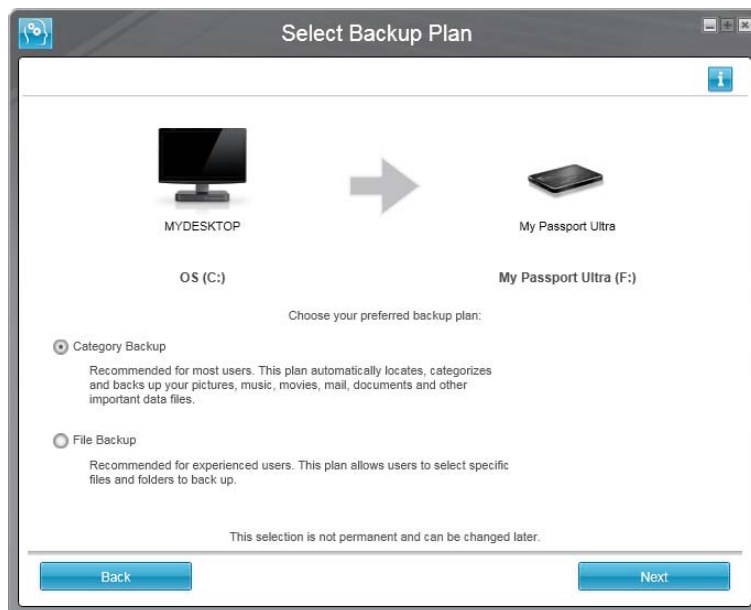 Select Backup Plan
i
MYDESKTOP
My Passport Ultra
OS (C:)
My Passport Ultra (F:)
Choose your preferred backup plan:
Category Backup
Recommended for most users. This plan automatically locates, categorizes
and backs up your pictures, music, movies, mail, documents and other
important data files.
File Backup
Recommended for experienced users. This plan allows users to select specific
files and folders to back up.
This selection is not permanent and can be changed later.
Back
Next